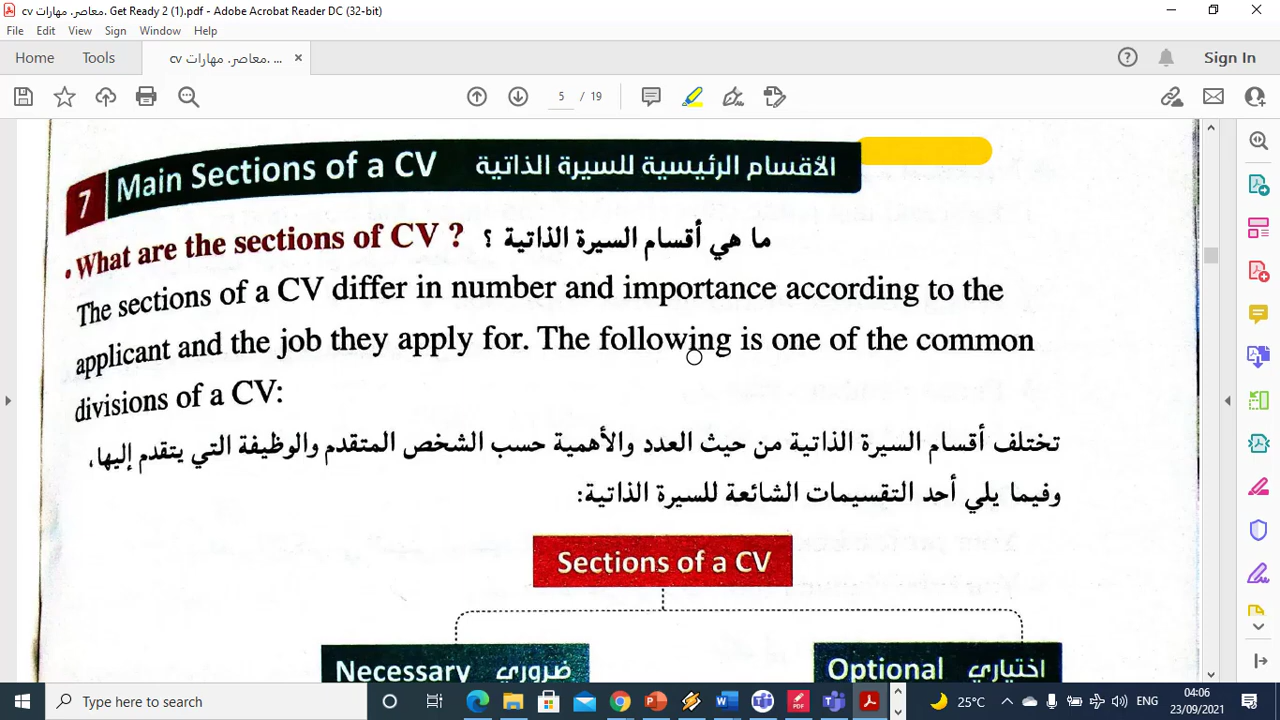 cv معاصر. مهارات. Get Ready 2 (1).pdf - Adobe Acrobat Reader DC (32-bit)
File Edit View Sign Window Help
Home Tools cv معاصر. مهارات. ... × Sign In
5 / 19
7 Main Sections of a CV الأقسام الرئيسية للسيرة الذاتية
• What are the sections of CV ? ما هي أقسام السيرة الذاتية ؟
The sections of a CV differ in number and importance according to the
applicant and the job they apply for. The following is one of the common
divisions of a CV:
تختلف أقسام السيرة الذاتية من حيث العدد والأهمية حسب الشخص المتقدم والوظيفة التي يتقدم إليها،
وفيما يلي أحد التقسيمات الشائعة للسيرة الذاتية:
Sections of a CV
Necessary ضروري Optional اختياري
Type here to search 25°C ENG 04:06
23/09/2021